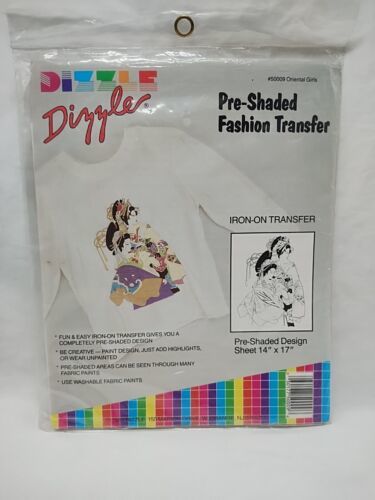 DIZZLE
Dizzle®
#50009 Oriental Girls
Pre-Shaded
Fashion Transfer
IRON-ON TRANSFER
Pre-Shaded Design
Sheet 14" x 17"
* FUN & EASY IRON-ON TRANSFER GIVES YOU A
COMPLETELY PRE-SHADED DESIGN
* BE CREATIVE — PAINT DESIGN, JUST ADD HIGHLIGHTS,
OR WEAR UNPAINTED
* PRE-SHADED AREAS CAN BE SEEN THROUGH MANY
FABRIC PAINTS
* USE WASHABLE FABRIC PAINTS